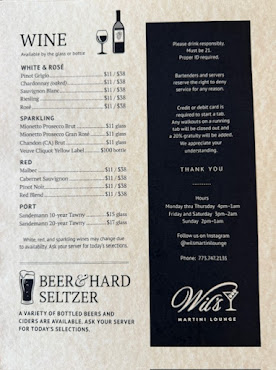 WINE
Available by the glass or bottle
WHITE & ROSÉ
Pinot Grigio $11 / $38
Chardonnay (oaked) $11 / $38
Sauvignon Blanc $11 / $38
Riesling $11 / $38
Rosé $11 / $38
SPARKLING
Mionetto Prosecco Brut $11 glass
Mionetto Prosecco Gran Rosé $11 glass
Chandon (CA) Brut $11 glass
Veuve Cliquot Yellow Label $100 bottle
RED
Malbec $11 / $38
Cabernet Sauvignon $11 / $38
Pinot Noir $11 / $38
Red Blend $11 / $38
PORT
Sandemann 10-year Tawny $15 glass
Sandemann 20-year Tawny $17 glass
White, red, and sparkling wines may change due
to availability. Ask your server for today's selections.
BEER & HARD
SELTZER
A VARIETY OF BOTTLED BEERS AND
CIDERS ARE AVAILABLE. ASK YOUR SERVER
FOR TODAY'S SELECTIONS.
Please drink responsibly.
Must be 21.
Proper ID required.
Bartenders and servers
reserve the right to deny
service for any reason.
Credit or debit card is
required to start a tab.
Any walkouts on a running
tab will be closed out and
a 20% gratuity will be added.
We appreciate your
understanding.
THANK YOU
Hours
Monday thru Thursday 4pm–1am
Friday and Saturday 3pm–2am
Sunday 2pm–1am
Follow us on Instagram
@wilsmartinilounge
Phone: 775.747.2131
Wil's
MARTINI LOUNGE